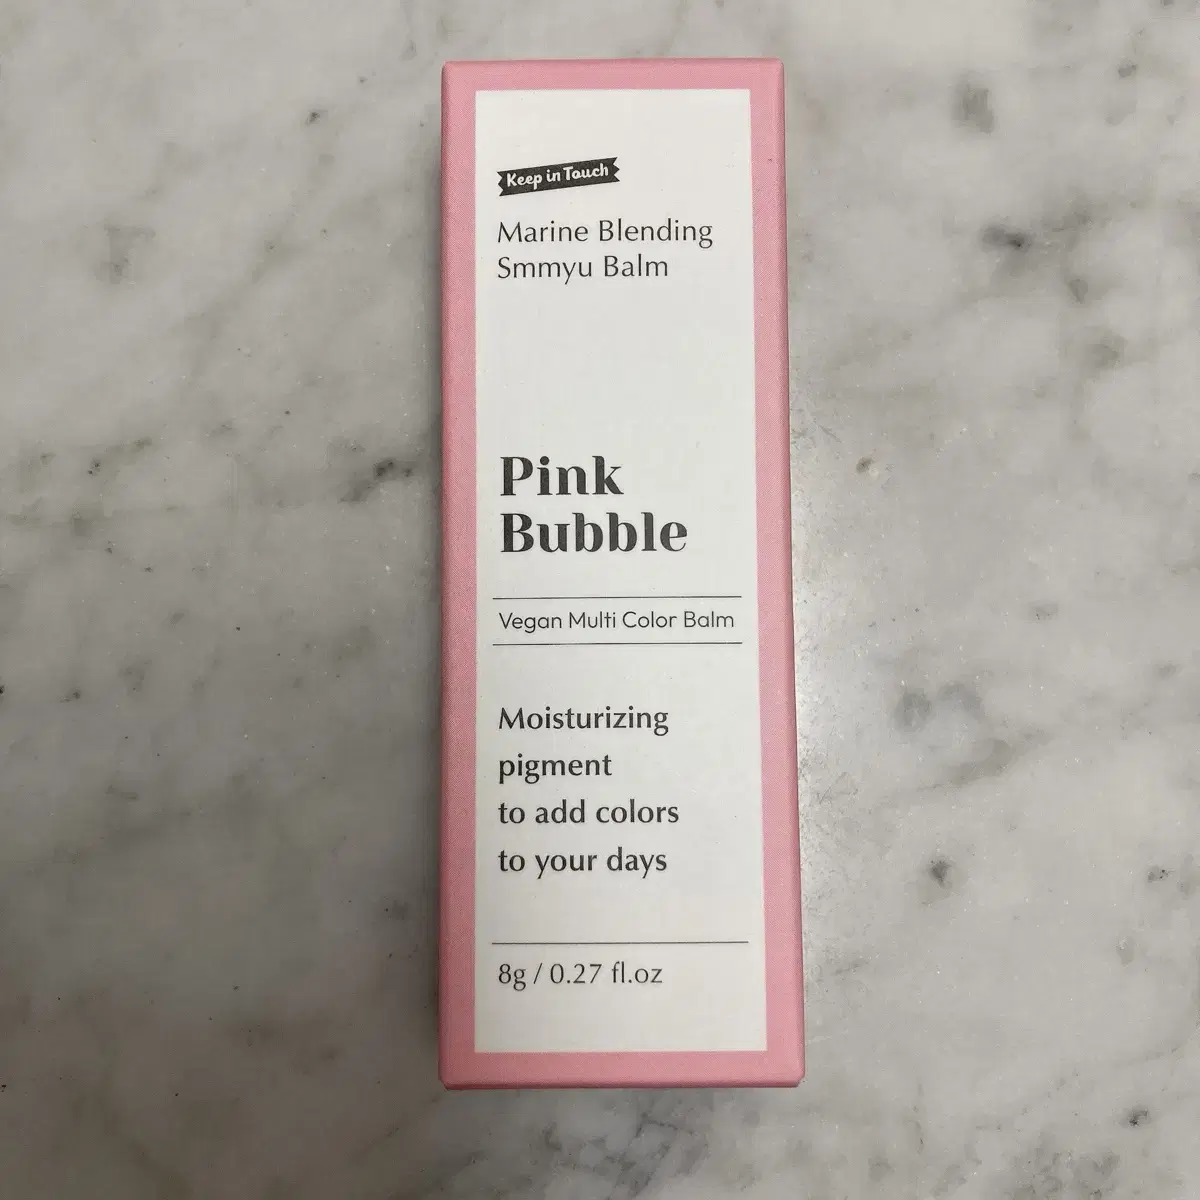 Keep in Touch
Marine Blending
Smmyu Balm
Pink
Bubble
Vegan Multi Color Balm
Moisturizing
pigment
to add colors
to your days
8g / 0.27 fl.oz